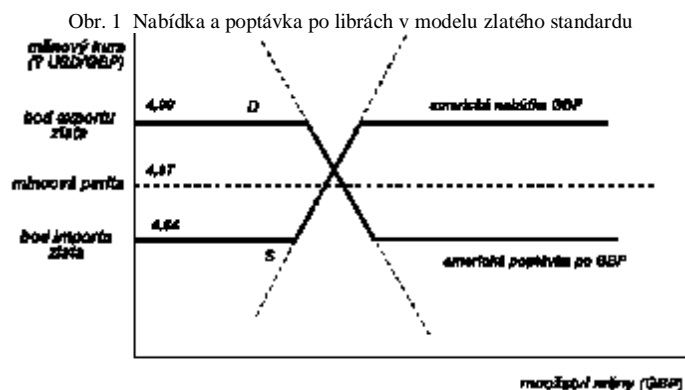 Obr. 1 Nabídka a poptávka po librách v modelu zlatého standardu
měnový kurs
(? USD/GBP)
bod exportu
zlata
4,90
D
americká nabídka GBP
mincovní parita
4,87
bod importu
zlata
4,84
S
americká poptávka po GBP
množství měny (GBP)